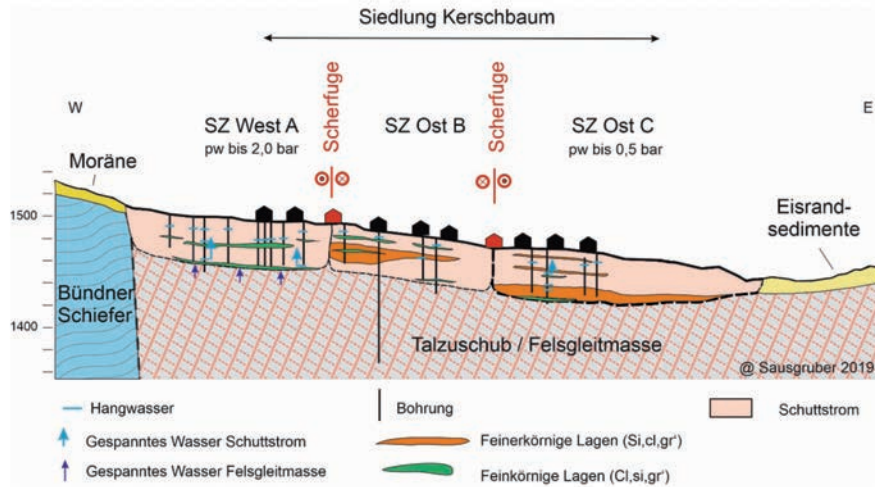 Siedlung Kerschbaum
W
E
Scherfuge
Scherfuge
SZ West A
pw bis 2,0 bar
SZ Ost B
SZ Ost C
pw bis 0,5 bar
Moräne
Eisrand-
sedimente
1500
1400
Bündner
Schiefer
Talzuschub / Felsgleitmasse
@ Sausgruber 2019
Hangwasser
Bohrung
Schuttstrom
Gespanntes Wasser Schuttstrom
Feinerkörnige Lagen (Si,cl,gr')
Gespanntes Wasser Felsgleitmasse
Feinkörnige Lagen (Cl,si,gr')